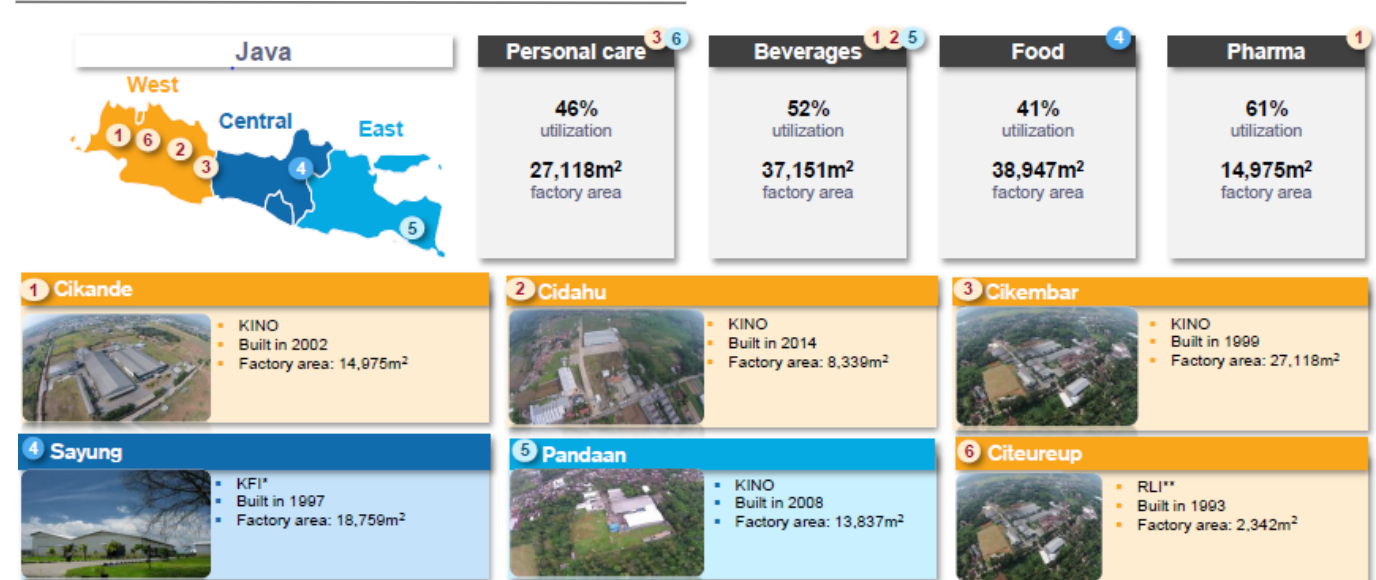 Java
West
Central
East
1
6
2
3
4
5
Personal care 3 6
46%
utilization
27,118m²
factory area
Beverages 1 2 5
52%
utilization
37,151m²
factory area
Food 4
41%
utilization
38,947m²
factory area
Pharma 1
61%
utilization
14,975m²
factory area
1 Cikande
▪ KINO
▪ Built in 2002
▪ Factory area: 14,975m²
2 Cidahu
▪ KINO
▪ Built in 2014
▪ Factory area: 8,339m²
3 Cikembar
▪ KINO
▪ Built in 1999
▪ Factory area: 27,118m²
4 Sayung
▪ KFI*
▪ Built in 1997
▪ Factory area: 18,759m²
5 Pandaan
▪ KINO
▪ Built in 2008
▪ Factory area: 13,837m²
6 Citeureup
▪ RLI**
▪ Built in 1993
▪ Factory area: 2,342m²